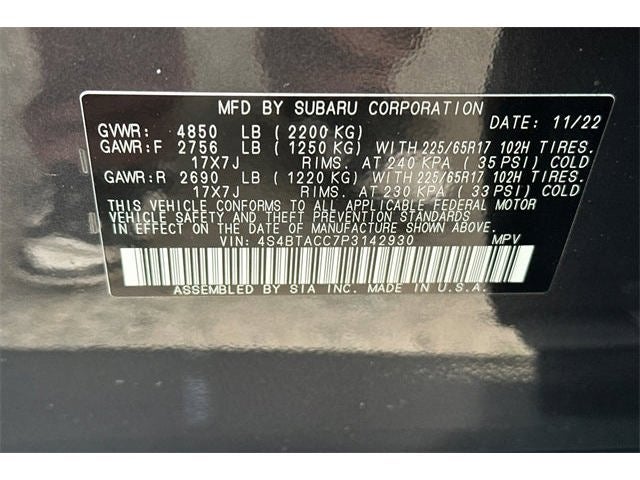 MFD BY SUBARU CORPORATION
GVWR: 4850 LB (2200 KG) DATE: 11/22
GAWR:F 2756 LB (1250 KG) WITH 225/65R17 102H TIRES.
17X7J RIMS. AT 240 KPA (35 PSI) COLD
GAWR:R 2690 LB (1220 KG) WITH 225/65R17 102H TIRES.
17X7J RIMS. AT 230 KPA (33 PSI) COLD
THIS VEHICLE CONFORMS TO ALL APPLICABLE FEDERAL MOTOR
VEHICLE SAFETY AND THEFT PREVENTION STANDARDS
IN EFFECT ON THE DATE OF MANUFACTURE SHOWN ABOVE.
VIN: 4S4BTACC7P3142930 MPV
ASSEMBLED BY SIA INC. MADE IN U.S.A.